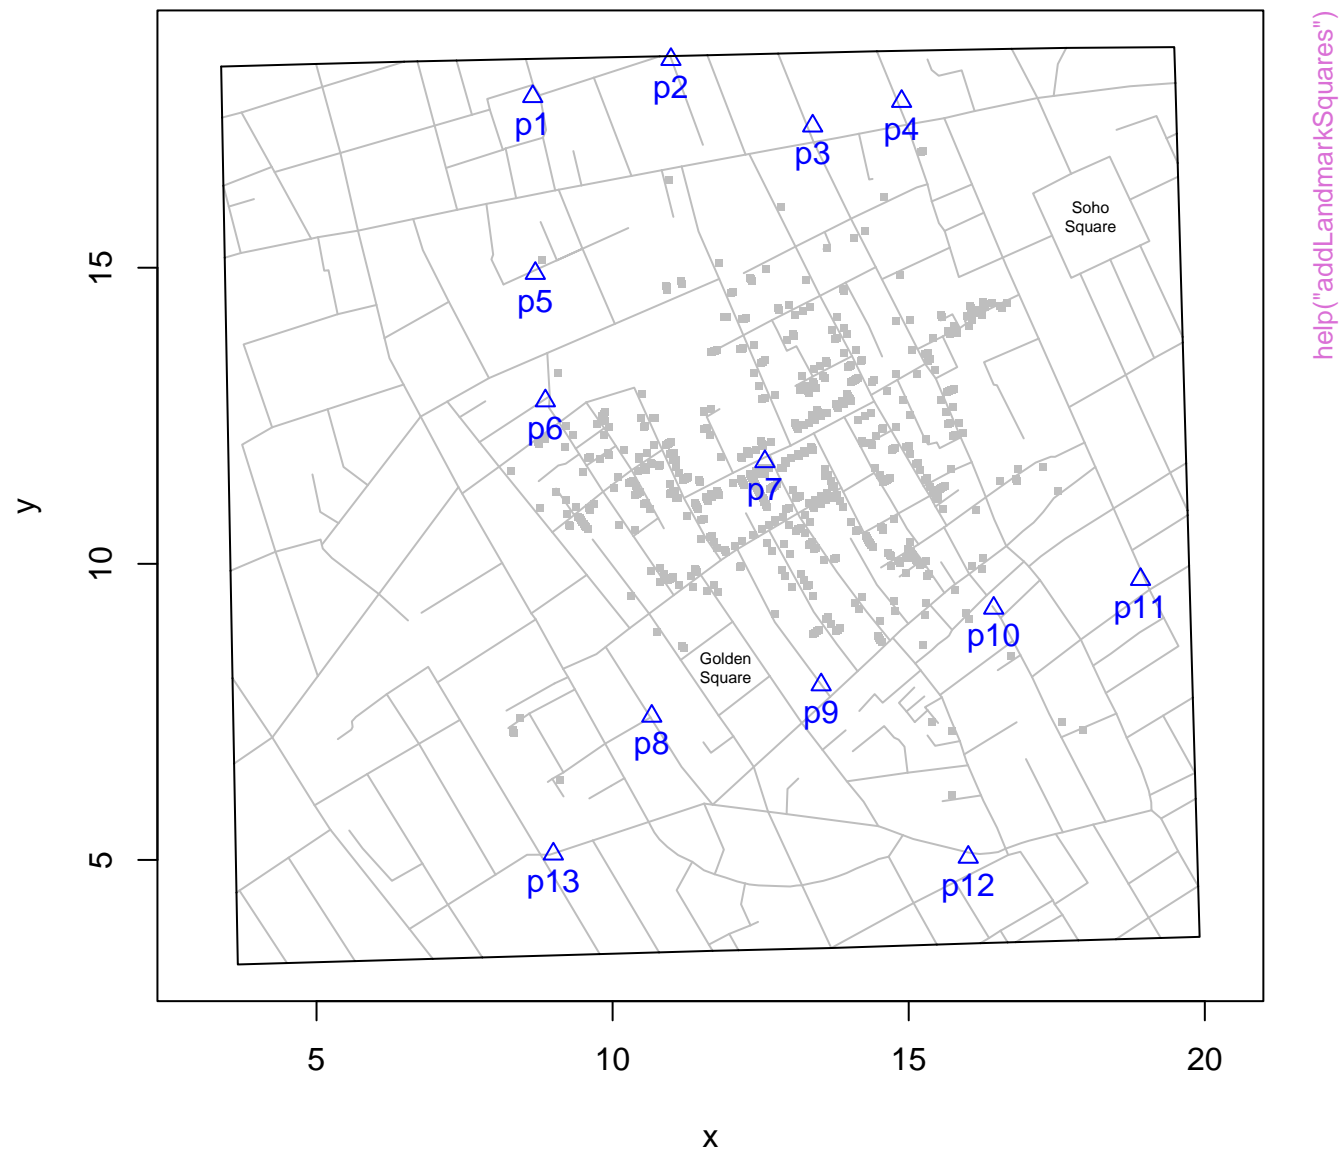 help("addLandmarkSquares")
p2
p1
p4
p3
Soho
Square
15
p5
p6
p7
y
10
p11
p10
Golden
Square
p9
p8
5
p13
p12
5
10
15
20
x